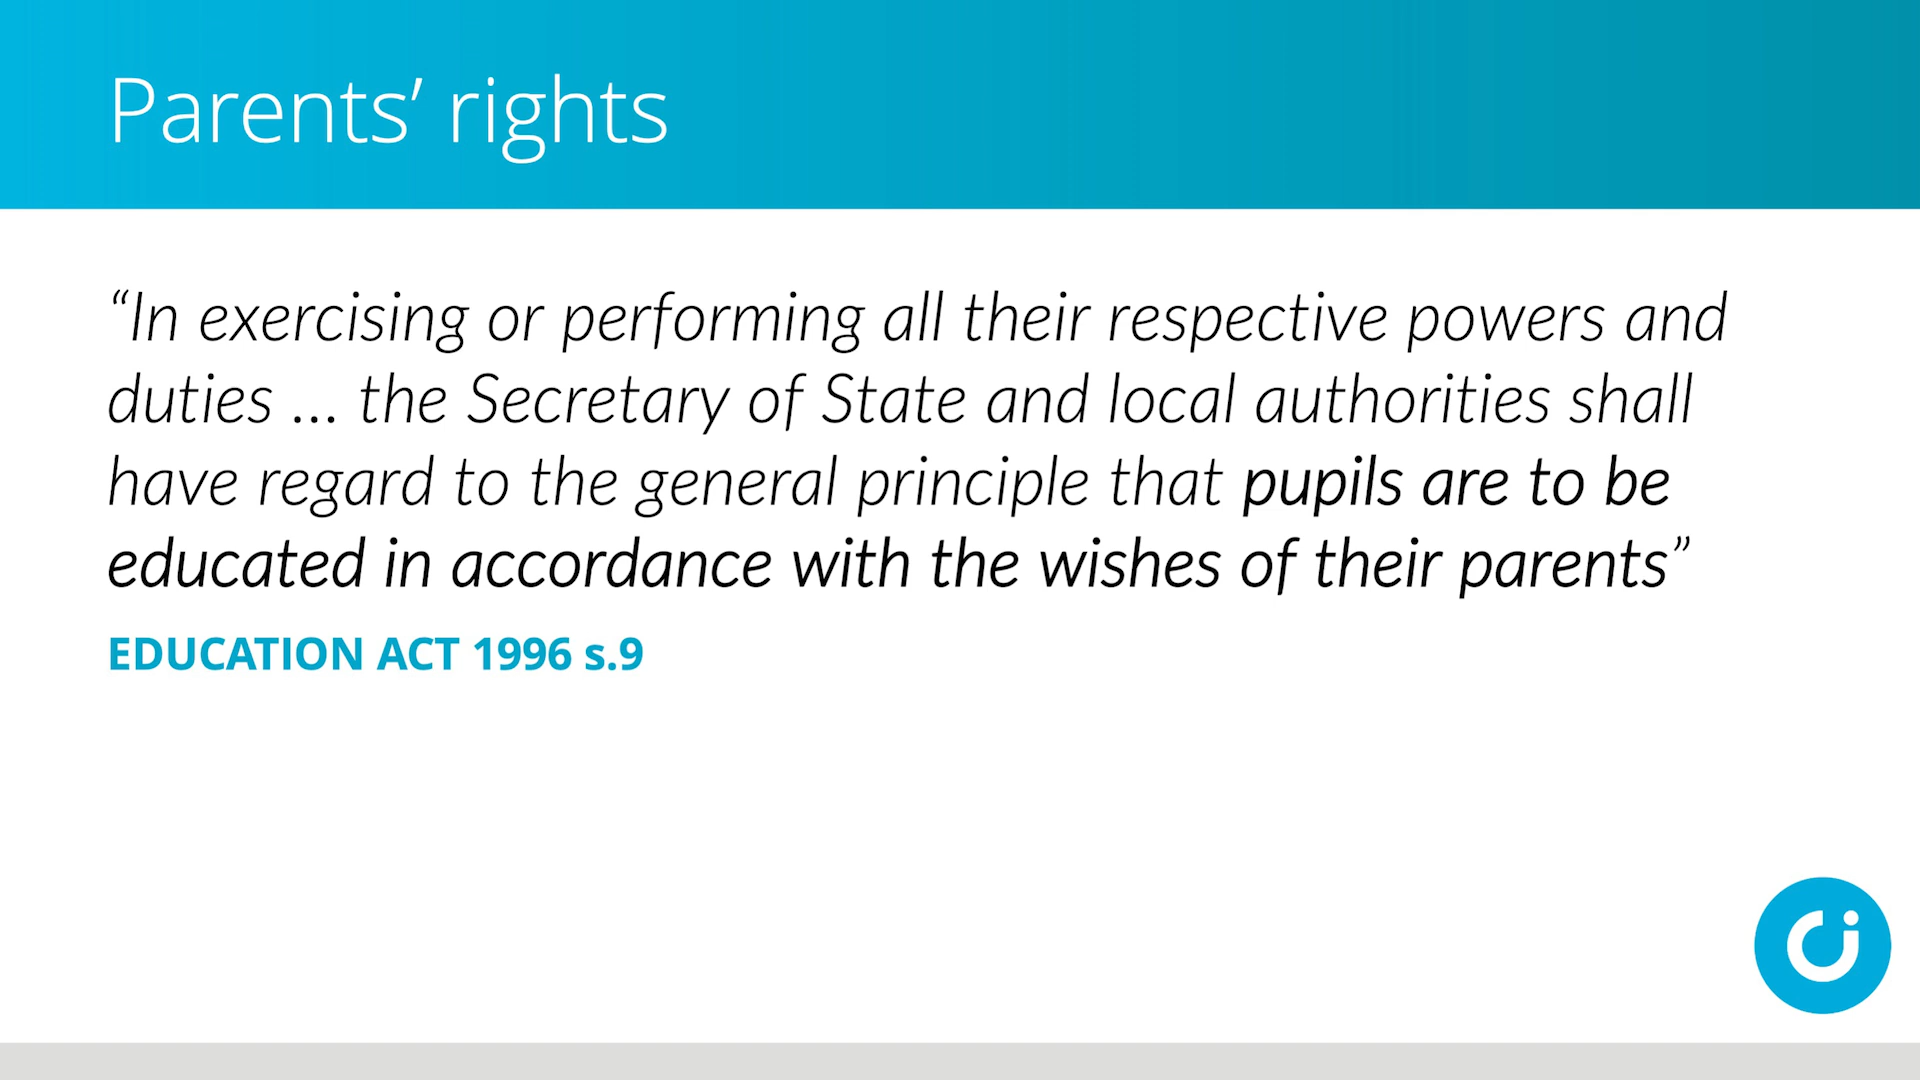 Parents’ rights
“In exercising or performing all their respective powers and
duties … the Secretary of State and local authorities shall
have regard to the general principle that pupils are to be
educated in accordance with the wishes of their parents”
EDUCATION ACT 1996 s.9